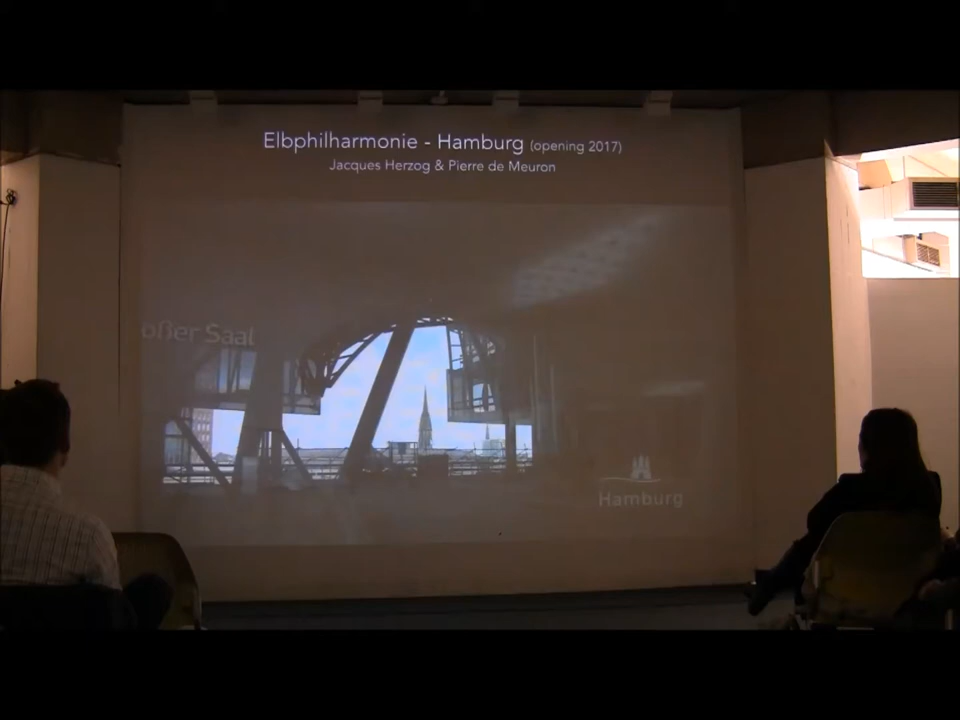 Elbphilharmonie - Hamburg (opening 2017)
Jacques Herzog & Pierre de Meuron
oßer Saal
Hamburg